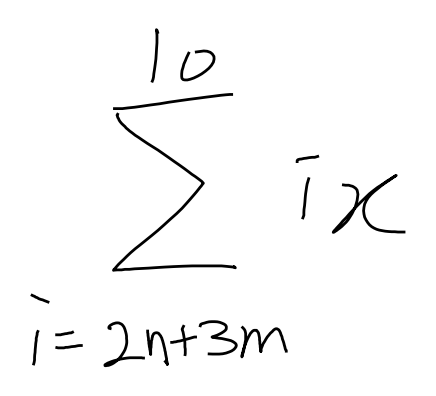 10
∑ ix
i = 2n+3m